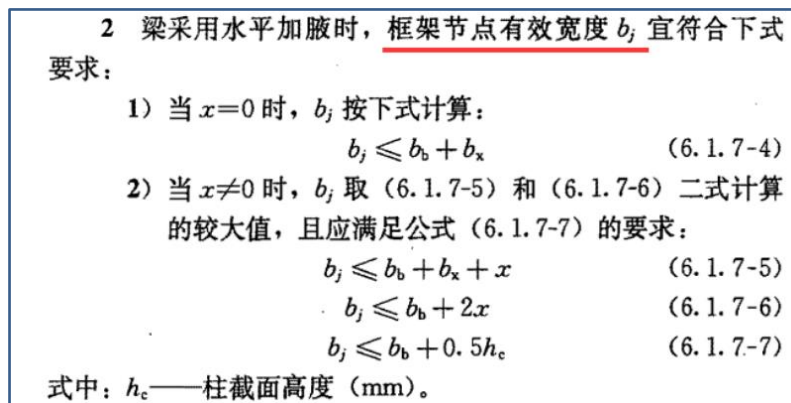 2 梁采用水平加腋时，框架节点有效宽度 bj 宜符合下式
要求：
1）当 x=0 时，bj 按下式计算：
bj ≤ bb + bx (6.1.7-4)
2）当 x≠0 时，bj 取（6.1.7-5）和（6.1.7-6）二式计算
的较大值，且应满足公式（6.1.7-7）的要求：
bj ≤ bb + bx + x (6.1.7-5)
bj ≤ bb + 2x (6.1.7-6)
bj ≤ bb + 0.5hc (6.1.7-7)
式中：hc——柱截面高度（mm）。